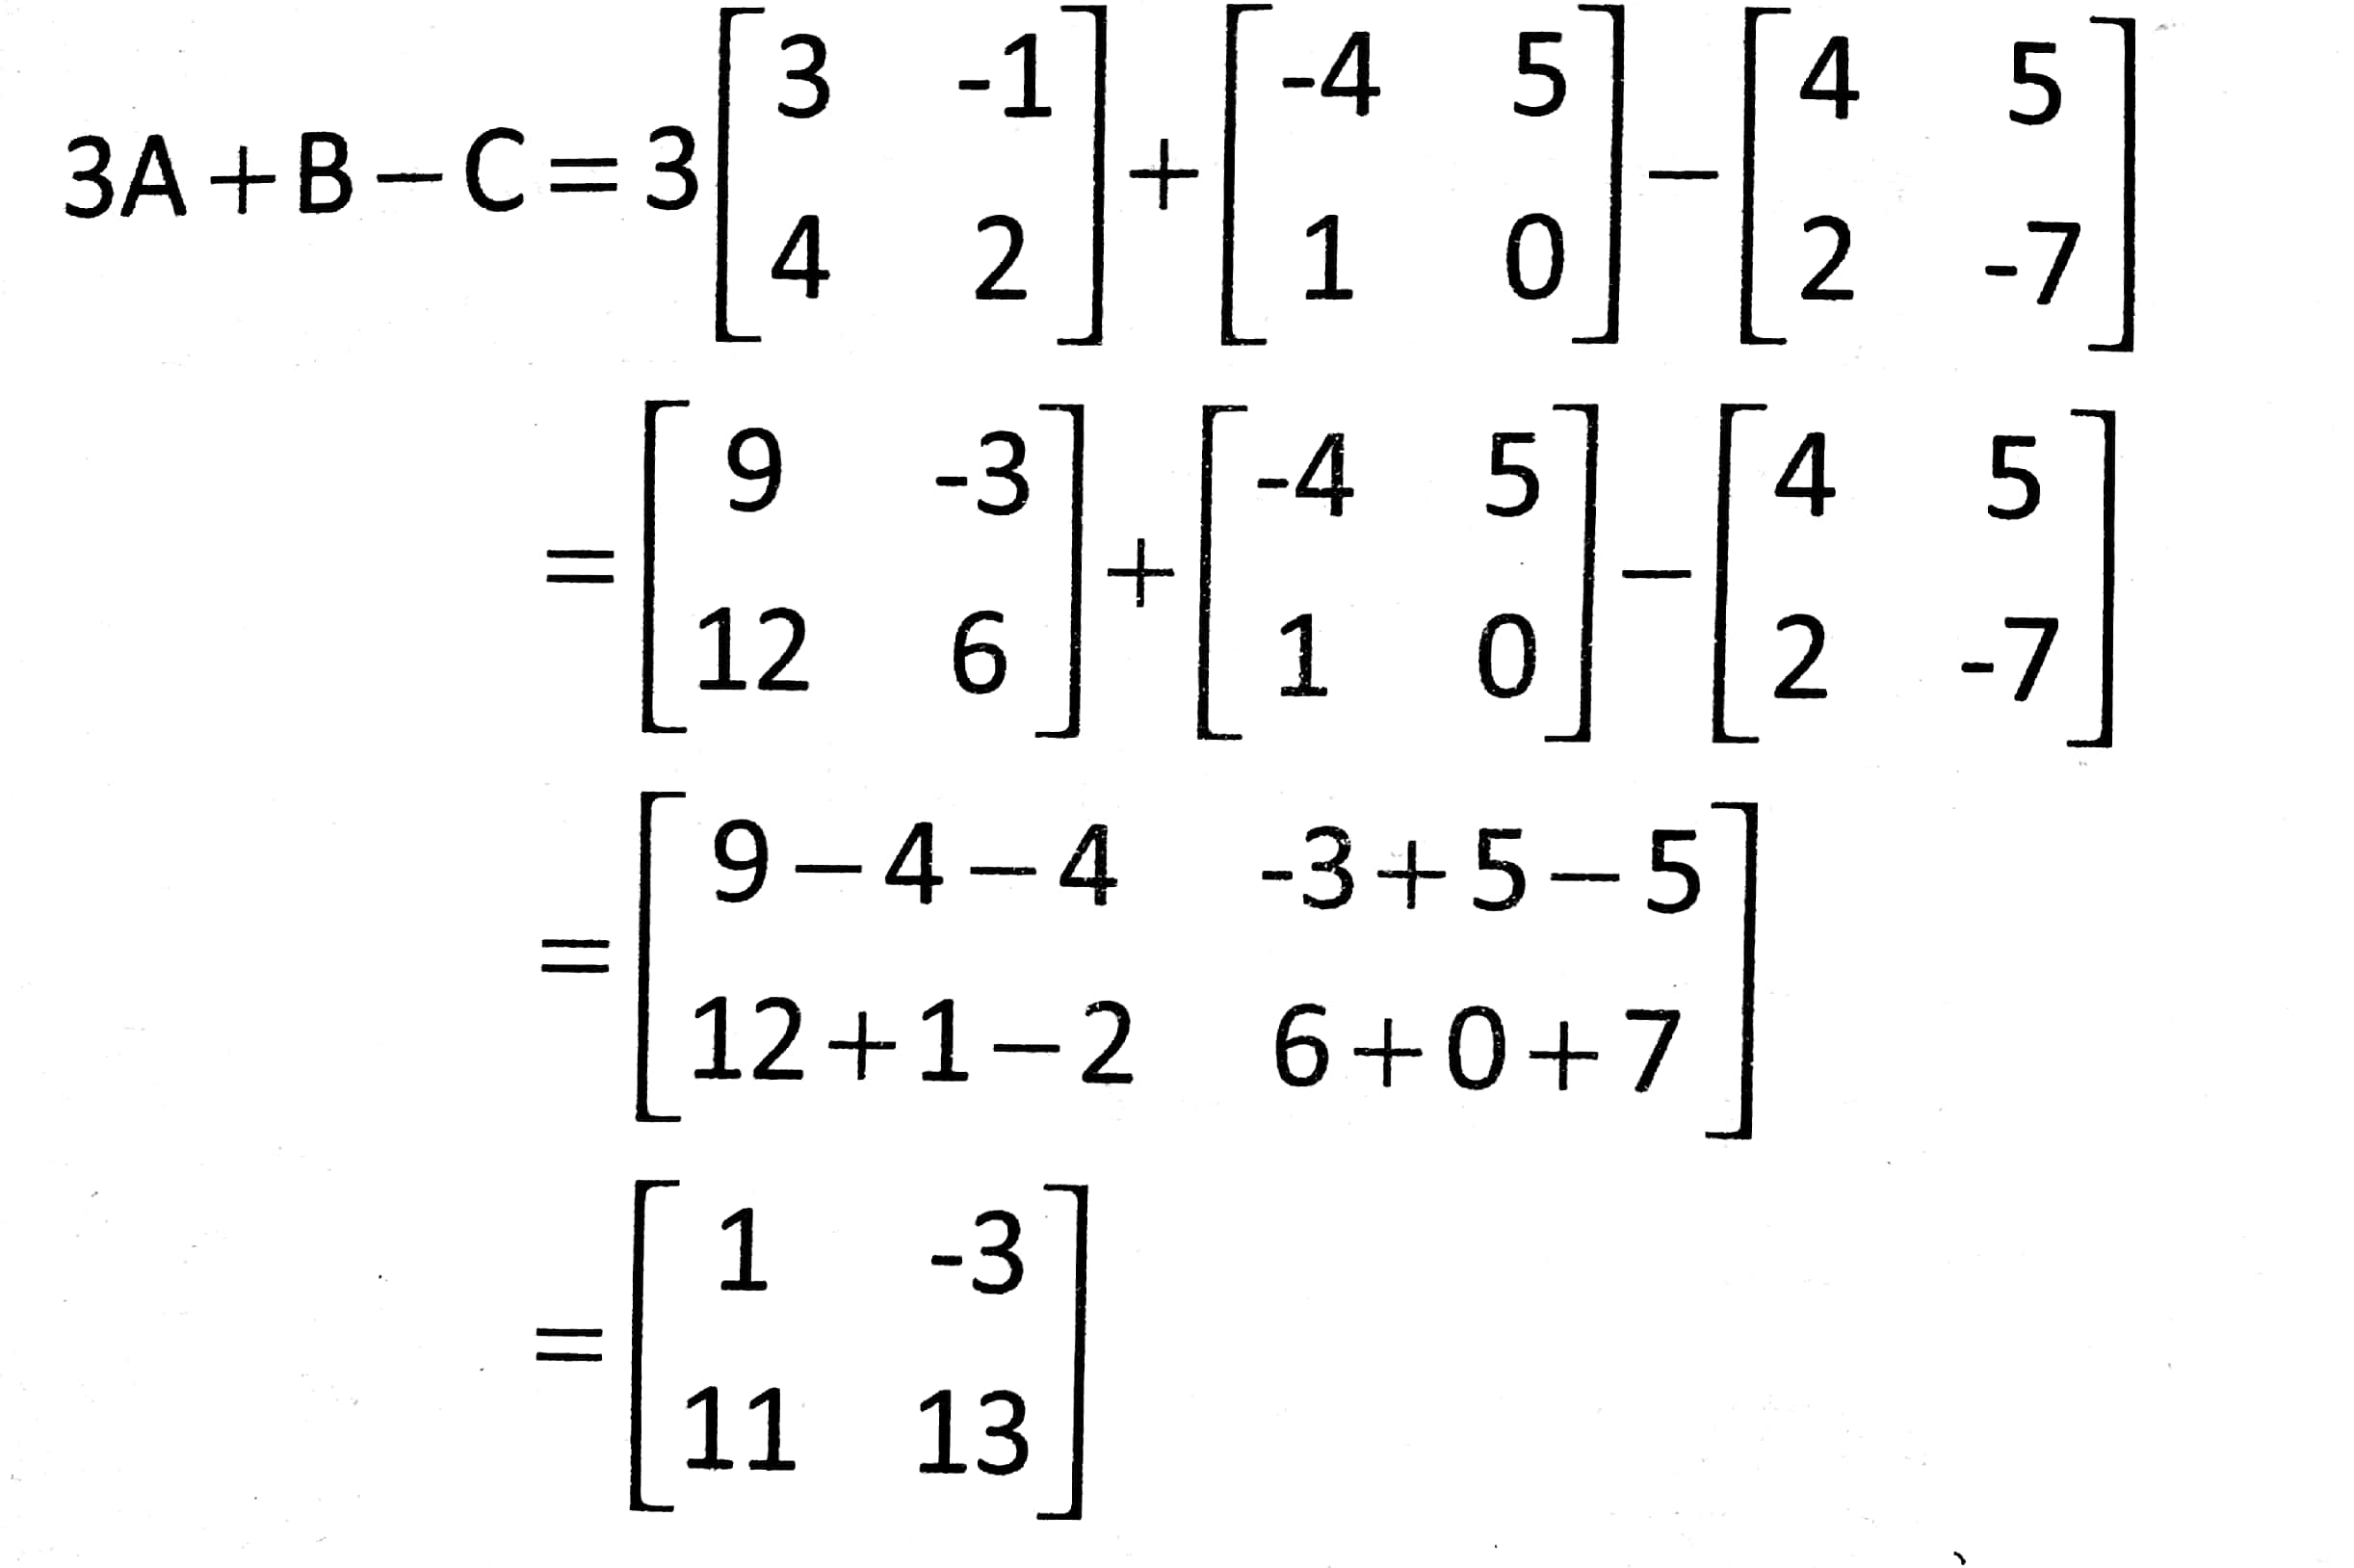 3A+B−C=3[3 -1; 4 2]+[-4 5; 1 0]−[4 5; 2 -7]
=[9 -3; 12 6]+[-4 5; 1 0]−[4 5; 2 -7]
=[9−4−4 -3+5−5; 12+1−2 6+0+7]
=[1 -3; 11 13]